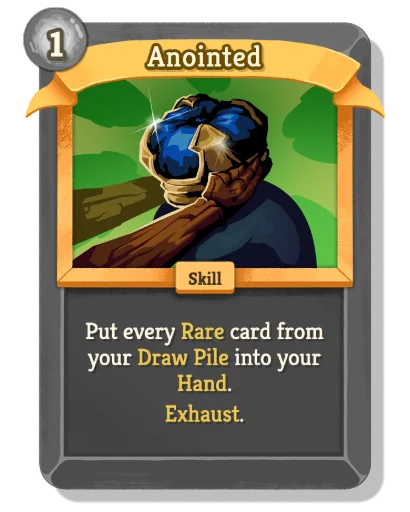 1
Anointed
Skill
Put every Rare card from
your Draw Pile into your
Hand.
Exhaust.